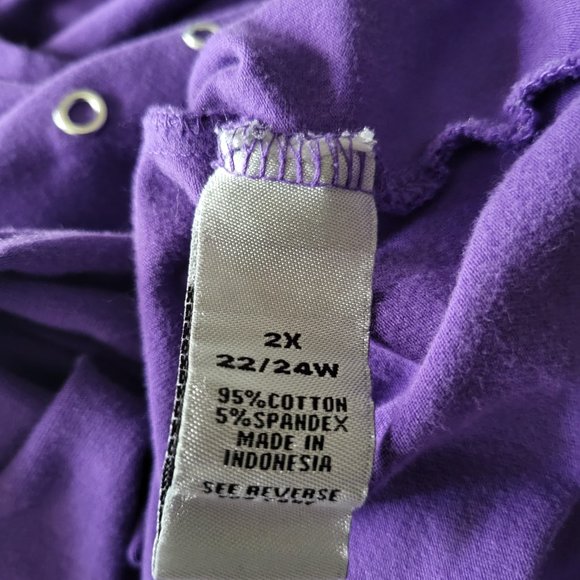 2X
22/24W
95%COTTON
5%SPANDEX
MADE IN
INDONESIA
SEE REVERSE